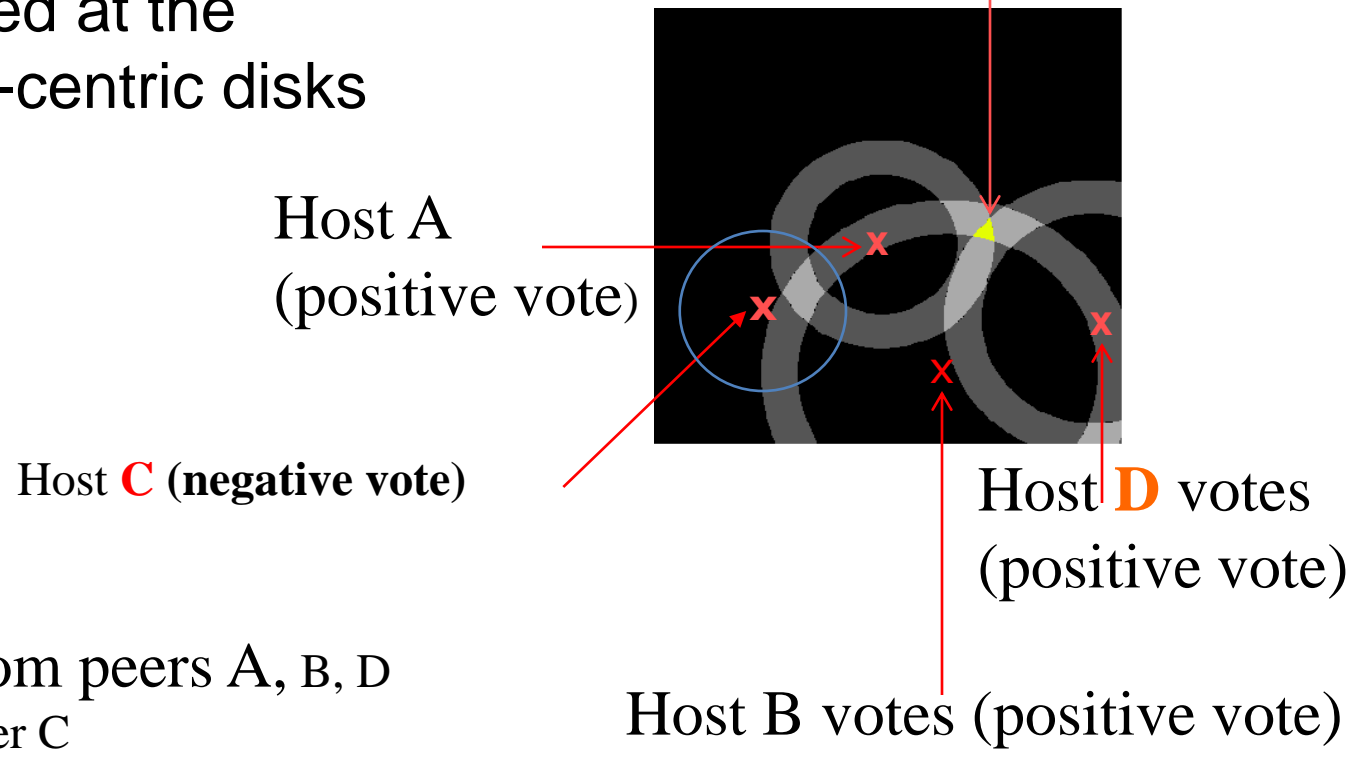 ed at the
-centric disks
Host A
(positive vote)
x
x
x
x
Host C (negative vote)
Host D votes
(positive vote)
om peers A, B, D
er C
Host B votes (positive vote)